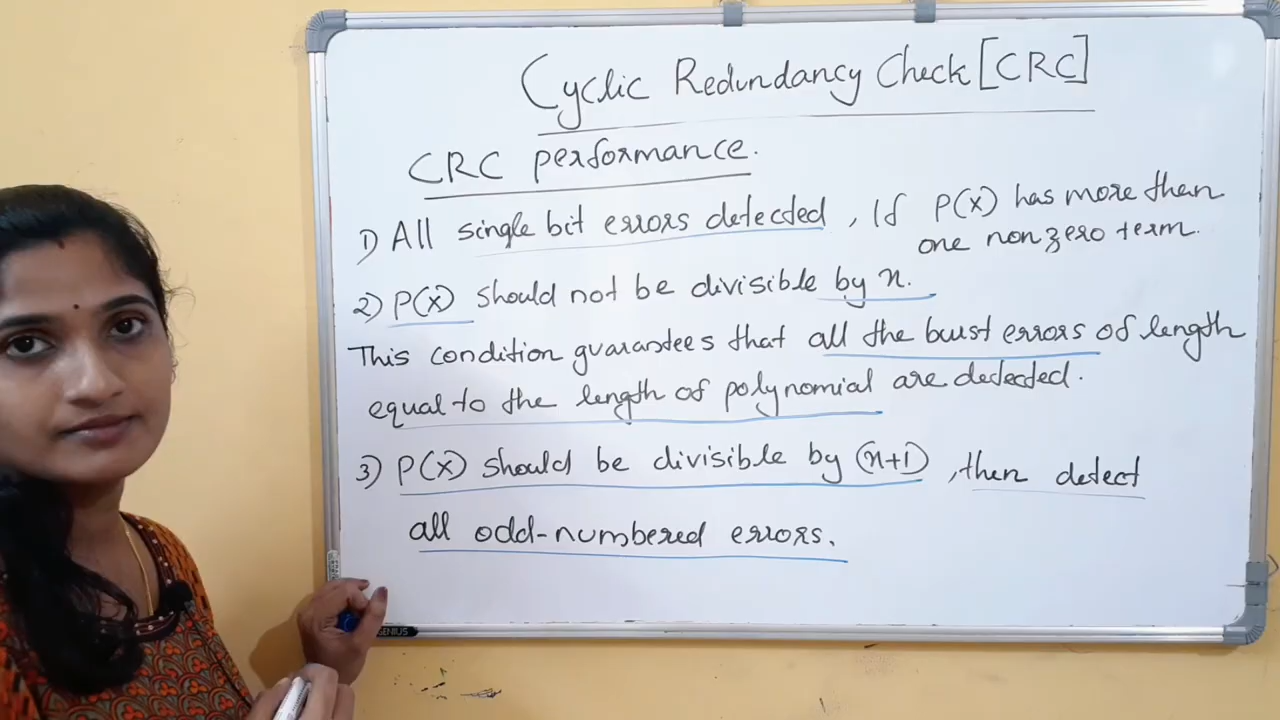 Cyclic Redundancy Check [CRC]
CRC performance.
1) All single bit errors detected, If P(x) has more than
one nonzero term.
2) P(x) should not be divisible by x.
This condition guarantees that all the burst errors of length
equal to the length of polynomial are detected.
3) P(x) should be divisible by (x+1), then detect
all odd-numbered errors.
GENIUS